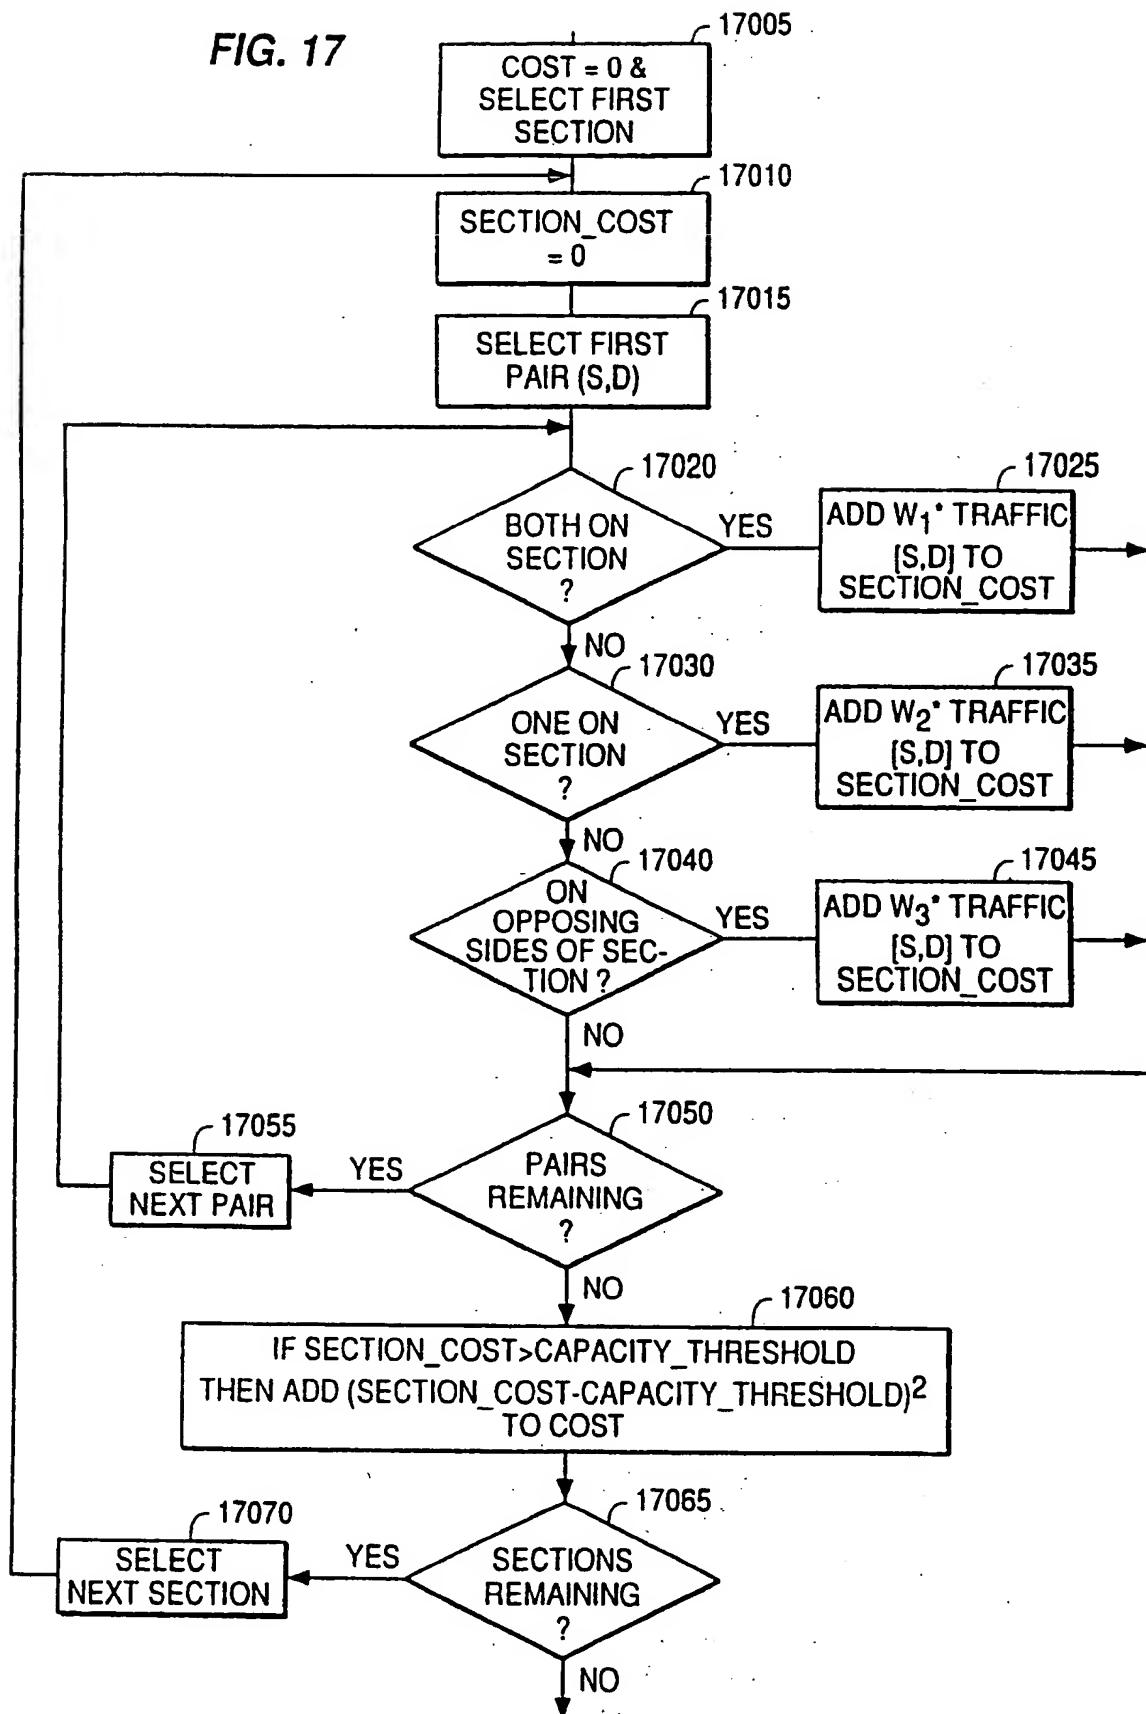 FIG. 17
17005
COST = 0 &
SELECT FIRST
SECTION
17010
SECTION_COST
= 0
17015
SELECT FIRST
PAIR (S,D)
17020
BOTH ON
SECTION
?
YES
17025
ADD W1* TRAFFIC
[S,D] TO
SECTION_COST
NO
17030
ONE ON
SECTION
?
YES
17035
ADD W2* TRAFFIC
[S,D] TO
SECTION_COST
NO
17040
ON
OPPOSING
SIDES OF SEC-
TION ?
YES
17045
ADD W3* TRAFFIC
[S,D] TO
SECTION_COST
NO
17050
PAIRS
REMAINING
?
YES
17055
SELECT
NEXT PAIR
NO
17060
IF SECTION_COST>CAPACITY_THRESHOLD
THEN ADD (SECTION_COST-CAPACITY_THRESHOLD)2
TO COST
17065
SECTIONS
REMAINING
?
YES
17070
SELECT
NEXT SECTION
NO